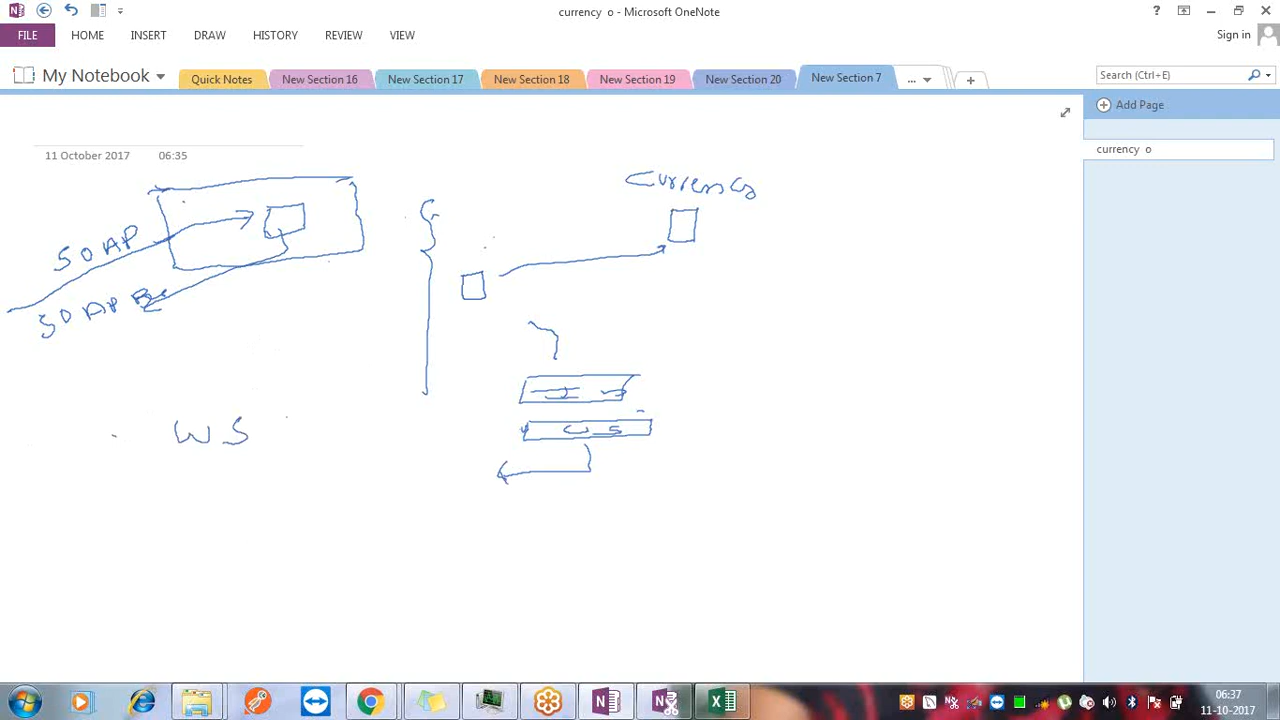 currency o - Microsoft OneNote
FILE HOME INSERT DRAW HISTORY REVIEW VIEW
Sign in
My Notebook Quick Notes New Section 16 New Section 17 New Section 18 New Section 19 New Section 20 New Section 7 ...
Search (Ctrl+E)
Add Page
currency o
11 October 2017 06:35
Currency
SOAP
SOAP
WS
06:37
11-10-2017